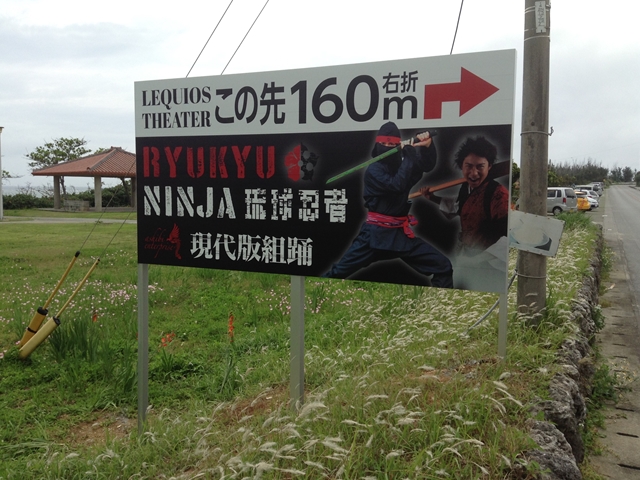 LEQUIOS
THEATER
この先160m
右折
RYUKYU
NINJA 琉球忍者
現代版組踊